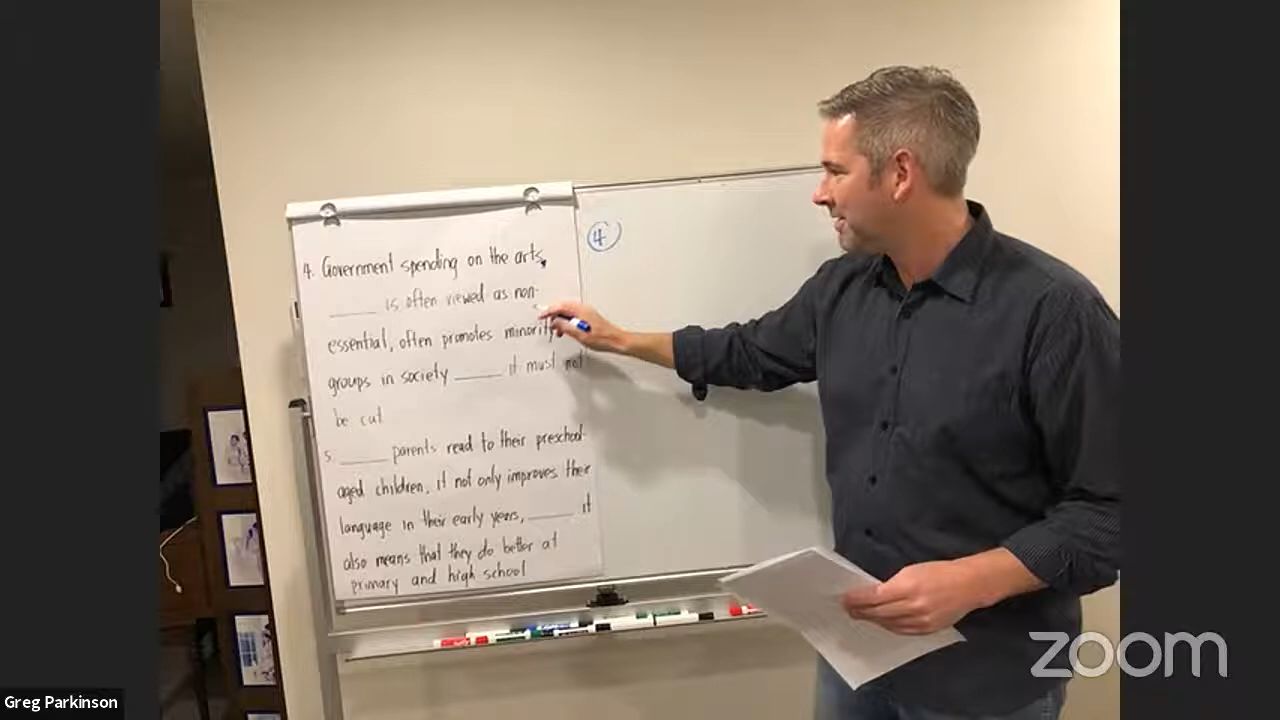 4. Government spending on the arts,
_____ is often viewed as non-
essential, often promotes minority
groups in society _____ it must not
be cut
5. _____ parents read to their preschool-
aged children, it not only improves their
language in their early years, _____ it
also means that they do better at
primary and high school
4
Greg Parkinson
zoom